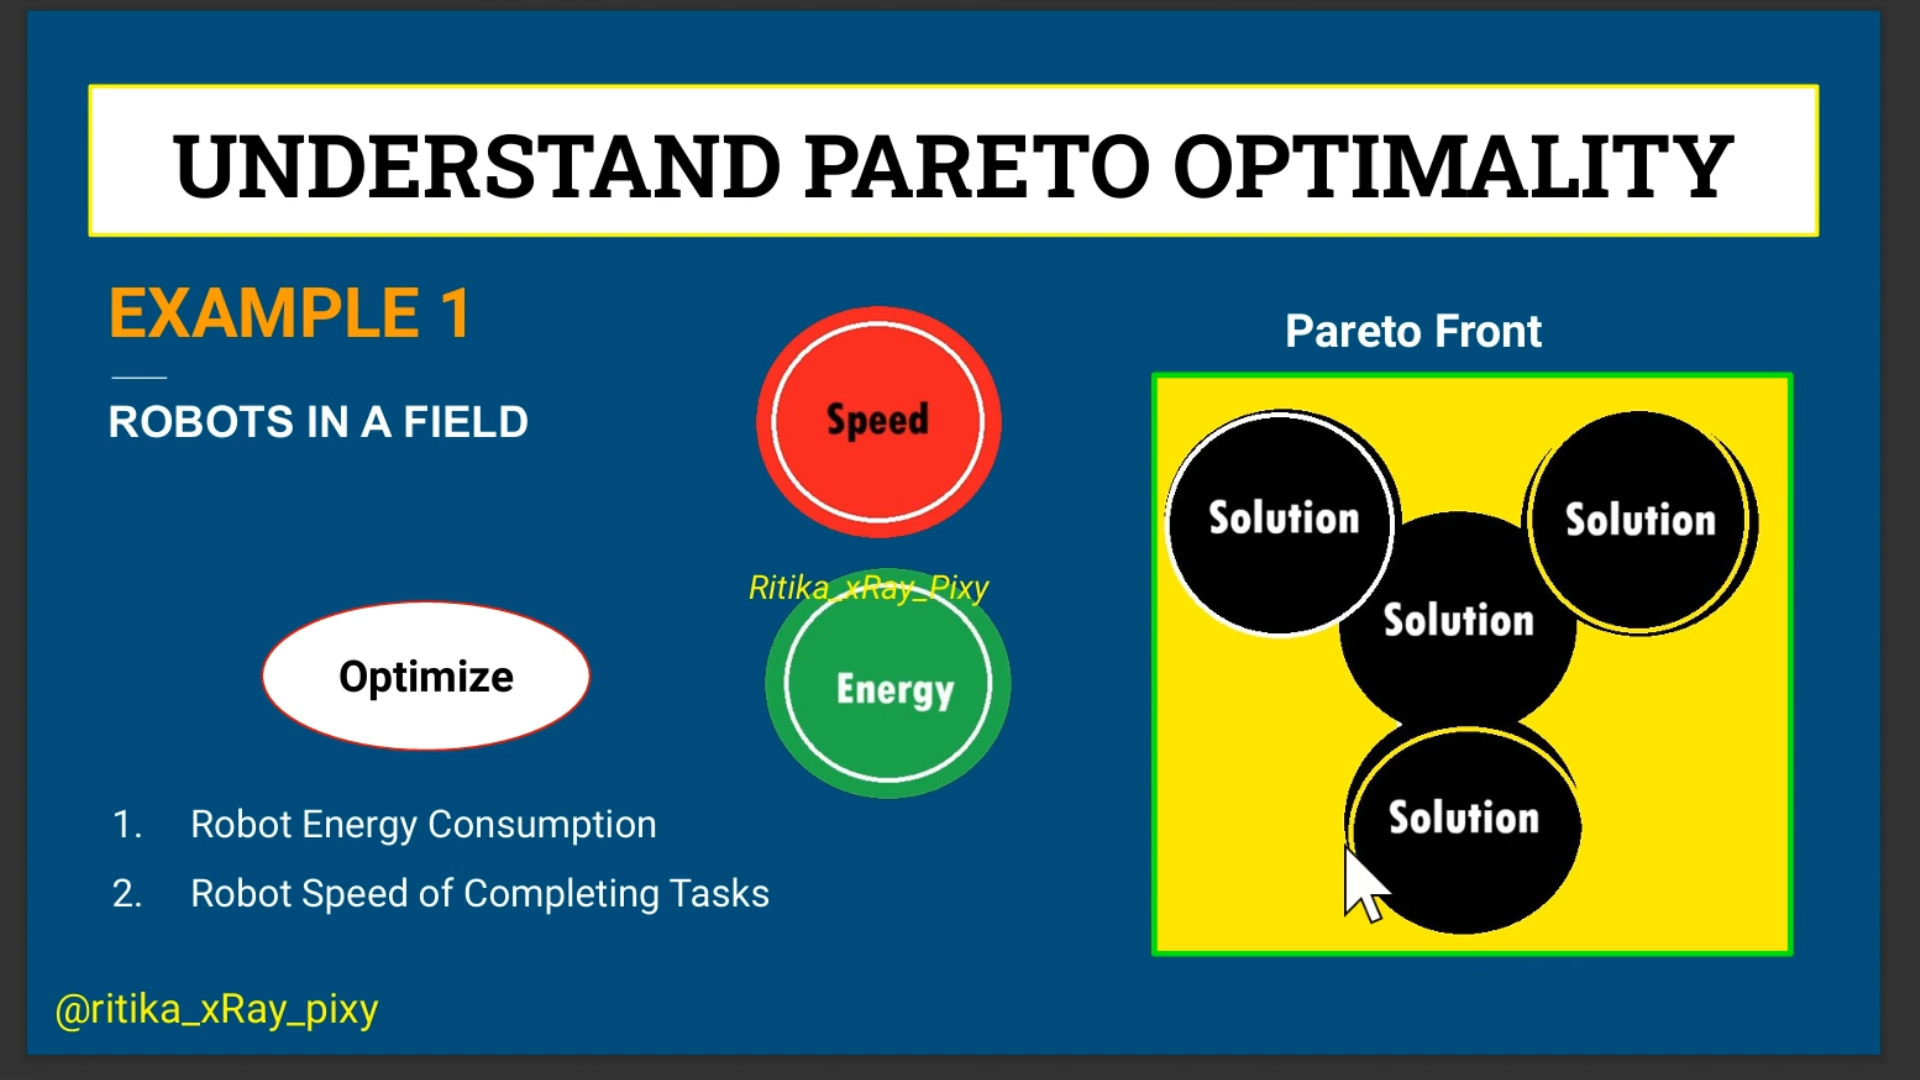 UNDERSTAND PARETO OPTIMALITY
EXAMPLE 1
ROBOTS IN A FIELD
Optimize
1. Robot Energy Consumption
2. Robot Speed of Completing Tasks
Speed
Ritika_xRay_Pixy
Energy
Pareto Front
Solution
Solution
Solution
Solution
@ritika_xRay_pixy